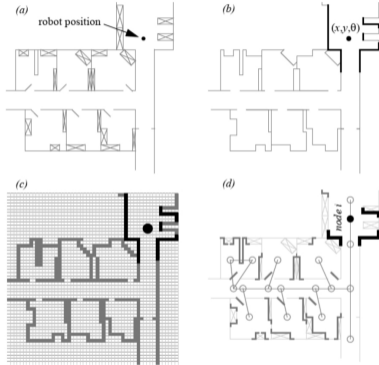 (a)
robot position
(b)
(x,y,θ)
(c)
(d)
node i